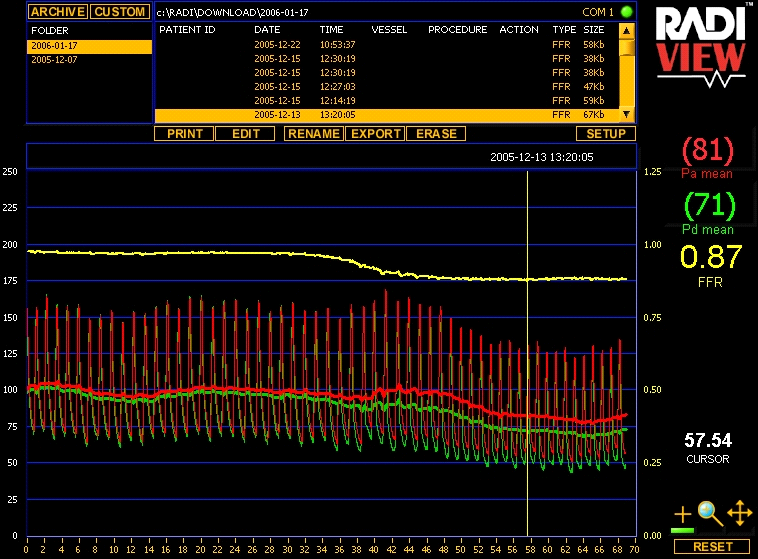 ARCHIVE CUSTOM c:\RADI\DOWNLOAD\2006-01-17 COM 1
RADI™
VIEW
FOLDER
2006-01-17
2005-12-07
PATIENT ID DATE TIME VESSEL PROCEDURE ACTION TYPE SIZE
2005-12-22 10:53:37 FFR 58Kb
2005-12-15 12:30:19 FFR 38Kb
2005-12-15 12:30:19 FFR 38Kb
2005-12-15 12:27:03 FFR 47Kb
2005-12-15 12:14:19 FFR 59Kb
2005-12-13 13:20:05 FFR 67Kb
PRINT EDIT RENAME EXPORT ERASE SETUP
2005-12-13 13:20:05
(81)
Pa mean
(71)
Pd mean
0.87
FFR
57.54
CURSOR
RESET
250 1.25
225
200 1.00
175
150 0.75
125
100 0.50
75
50 0.25
25
0 0.00
0 2 4 6 8 10 12 14 16 18 20 22 24 26 28 30 32 34 36 38 40 42 44 46 48 50 52 54 56 58 60 62 64 66 68 70